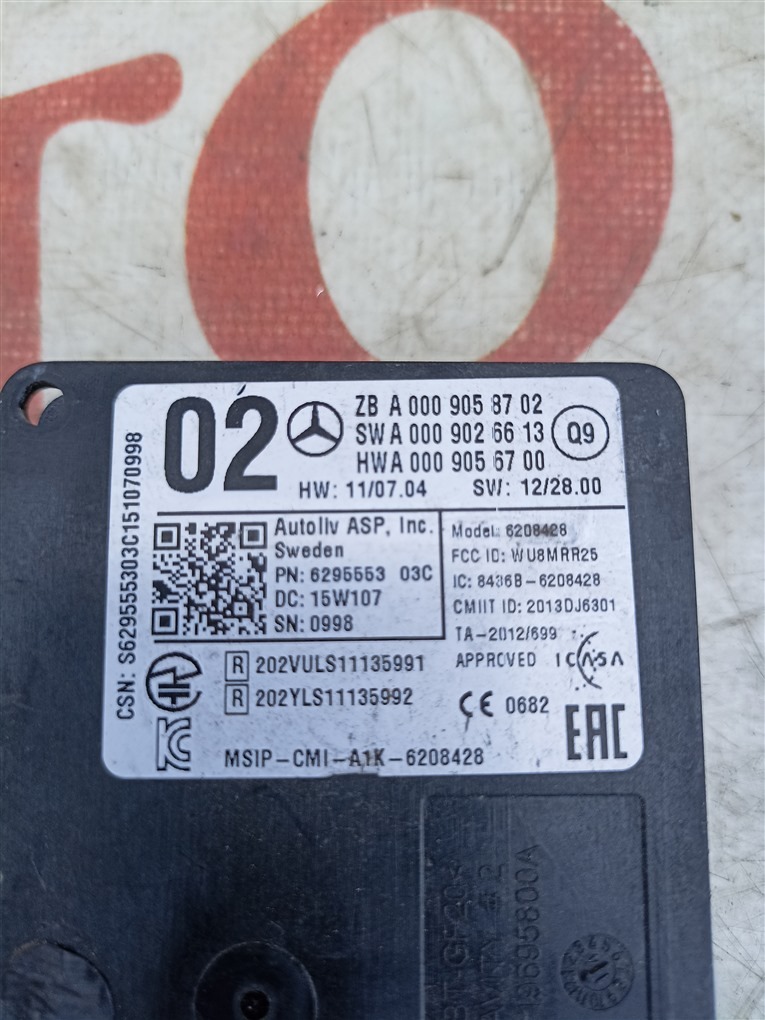 TO
02
ZB A 000 905 87 02
SW A 000 902 66 13
HW A 000 905 67 00
Q9
HW: 11/07.04 SW: 12/28.00
CSN: S629555303C151070998
Autoliv ASP, Inc.
Sweden
PN: 6295553 03C
DC: 15W107
SN: 0998
Model: 6208428
FCC ID: WU8MRR25
IC: 8436B-6208428
CMIIT ID: 2013DJ6301
TA-2012/699
APPROVED ICASA
R 202VULS11135991
R 202YLS11135992
CE 0682
EAC
MSIP-CMI-A1K-6208428